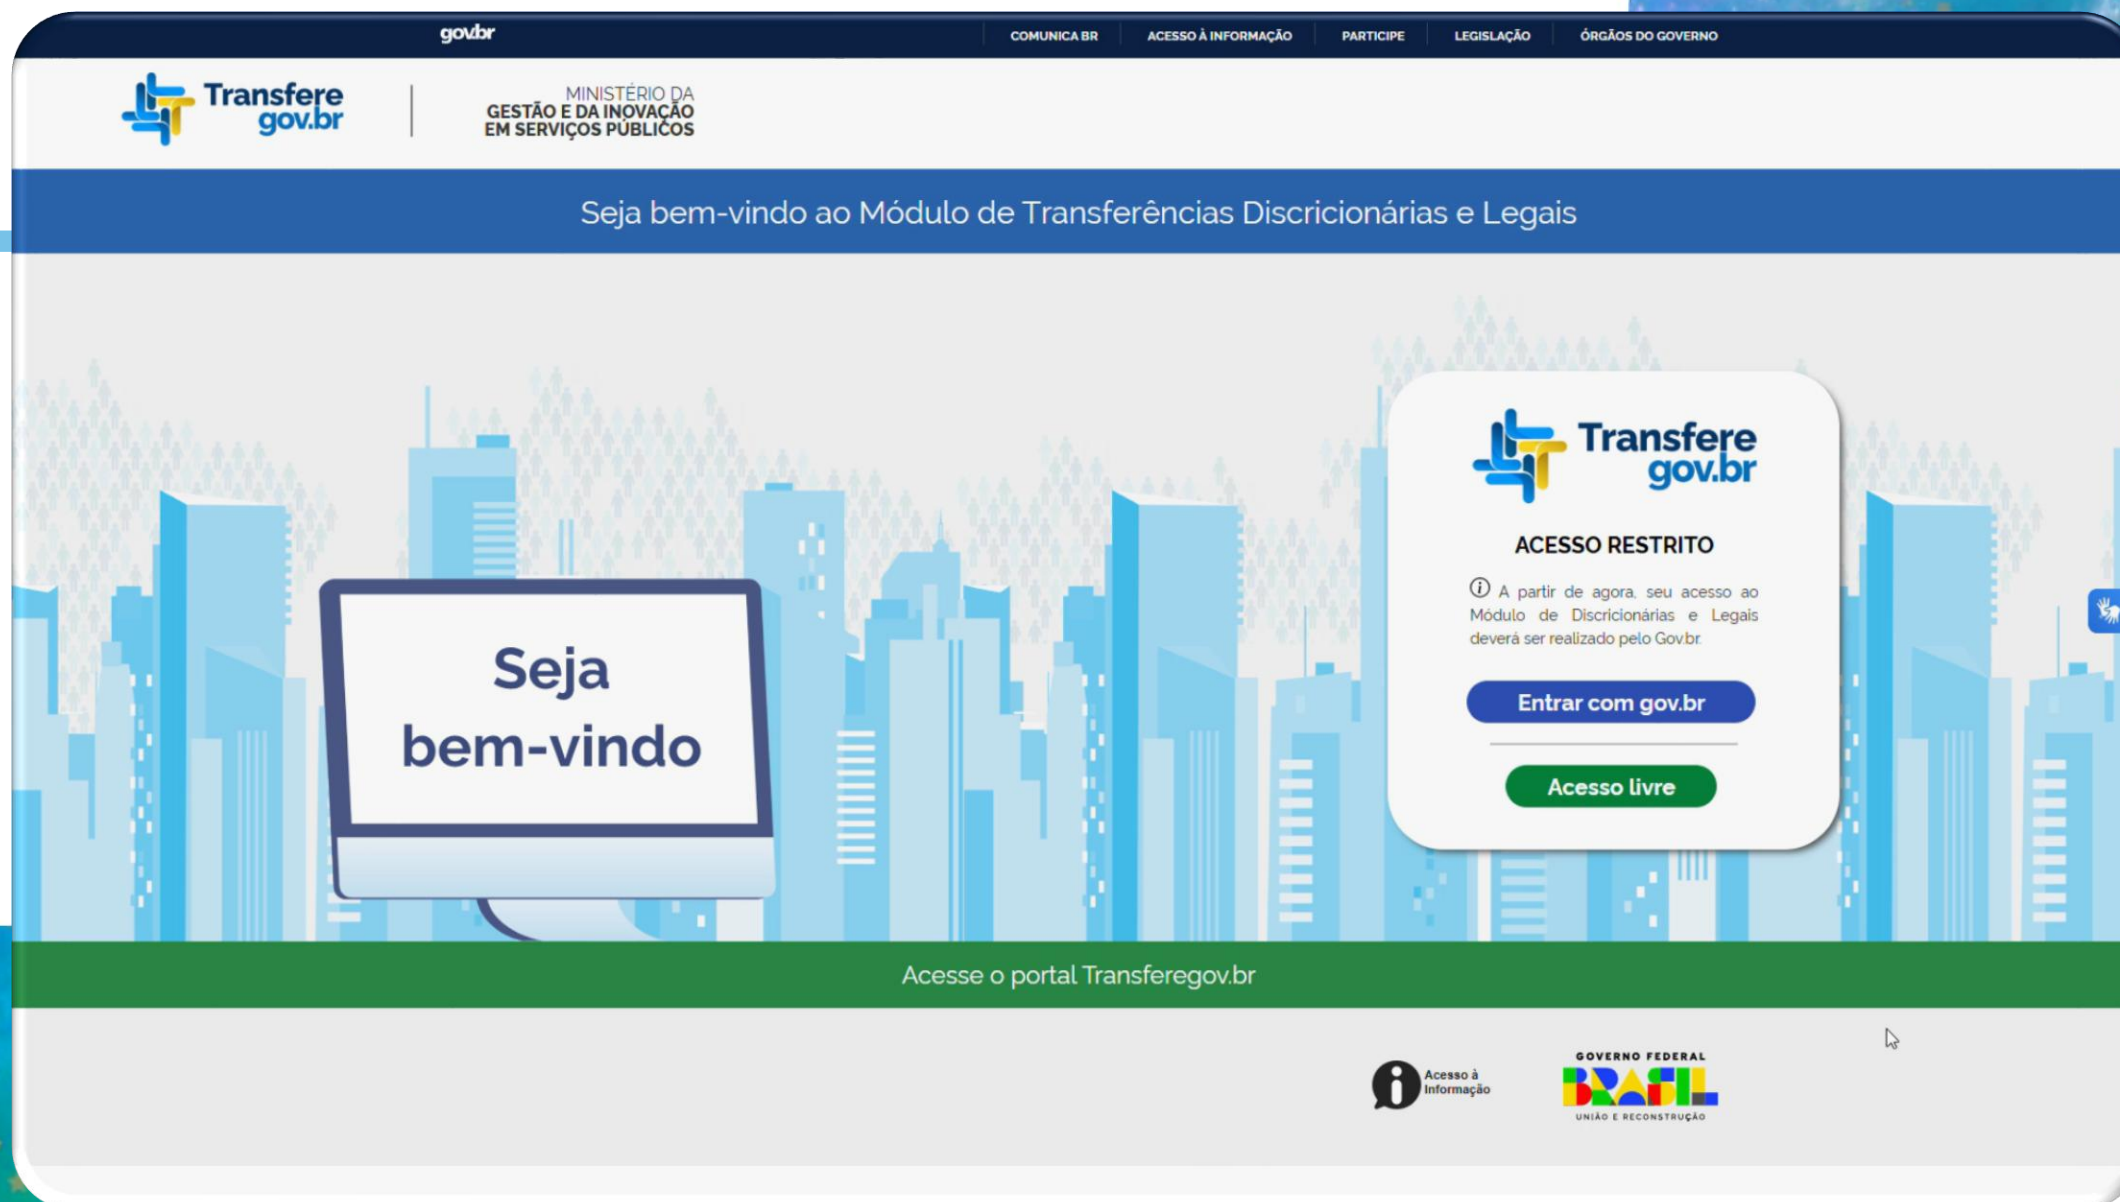 gov.br
COMUNICA BR
ACESSO À INFORMAÇÃO
PARTICIPE
LEGISLAÇÃO
ÓRGÃOS DO GOVERNO
Transfere
gov.br
MINISTÉRIO DA
GESTÃO E DA INOVAÇÃO
EM SERVIÇOS PÚBLICOS
Seja bem-vindo ao Módulo de Transferências Discricionárias e Legais
Seja
bem-vindo
Transfere
gov.br
ACESSO RESTRITO
A partir de agora, seu acesso ao
Módulo de Discricionárias e Legais
deverá ser realizado pelo Gov.br.
Entrar com gov.br
Acesso livre
Acesse o portal Transferegov.br
Acesso à
Informação
GOVERNO FEDERAL
BRASIL
UNIÃO E RECONSTRUÇÃO